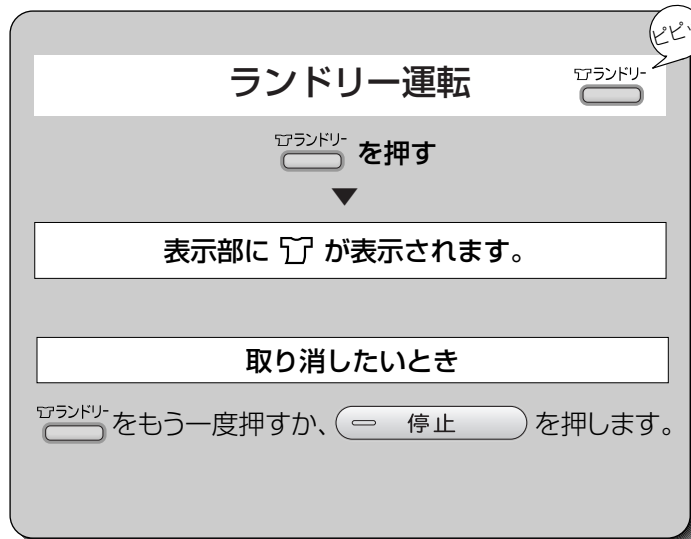 ピピッ
ランドリー運転 ランドリー
ランドリー を押す
表示部に が表示されます。
取り消したいとき
ランドリー をもう一度押すか、 停止 を押します。